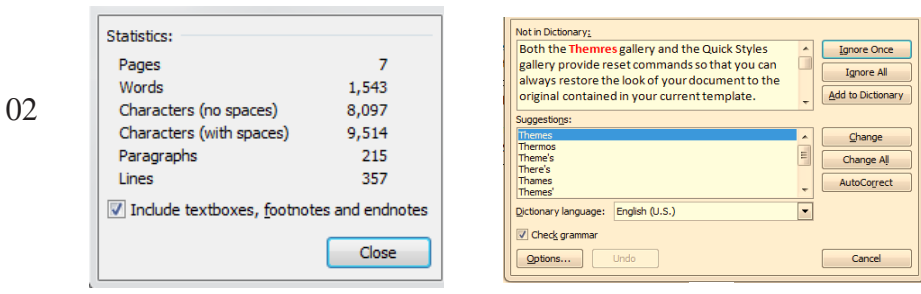 02
Statistics:
Pages 7
Words 1,543
Characters (no spaces) 8,097
Characters (with spaces) 9,514
Paragraphs 215
Lines 357
Include textboxes, footnotes and endnotes
Close
Not in Dictionary:
Both the Themres gallery and the Quick Styles
gallery provide reset commands so that you can
always restore the look of your document to the
original contained in your current template.
Ignore Once
Ignore All
Add to Dictionary
Suggestions:
Themes
Thermos
Theme's
There's
Thames
Themes'
Change
Change All
AutoCorrect
Dictionary language: English (U.S.)
Check grammar
Options... Undo Cancel